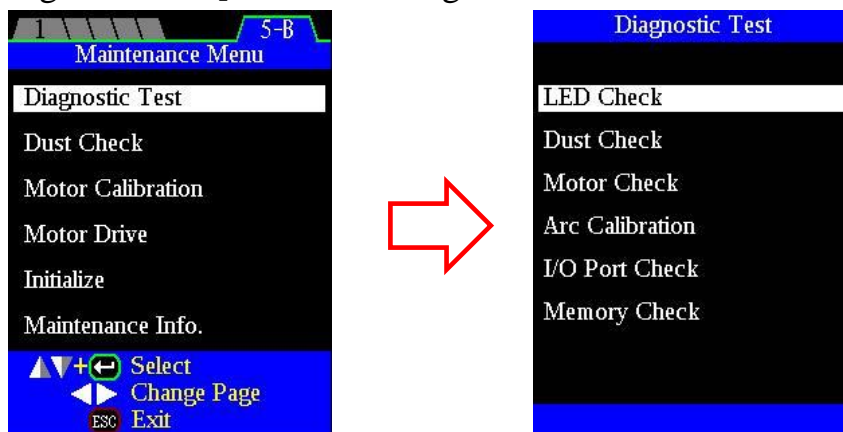 1 5-B
Maintenance Menu
Diagnostic Test
Dust Check
Motor Calibration
Motor Drive
Initialize
Maintenance Info.
+ Select
Change Page
ESC Exit
Diagnostic Test
LED Check
Dust Check
Motor Check
Arc Calibration
I/O Port Check
Memory Check